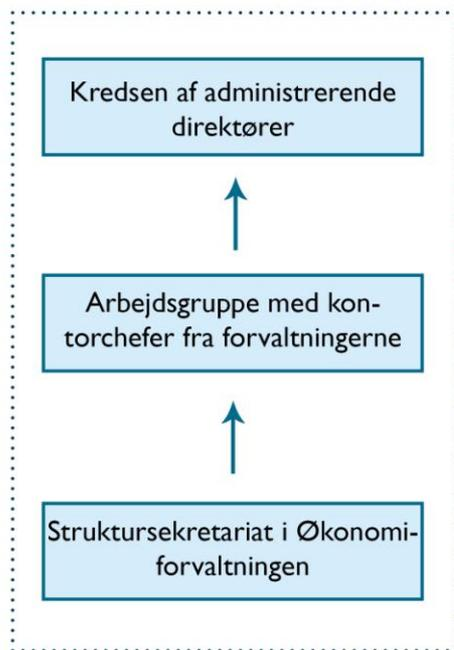 Kredsen af administrerende
direktører
Arbejdsgruppe med kon-
torchefer fra forvaltningerne
Struktursekretariat i Økonomi-
forvaltningen